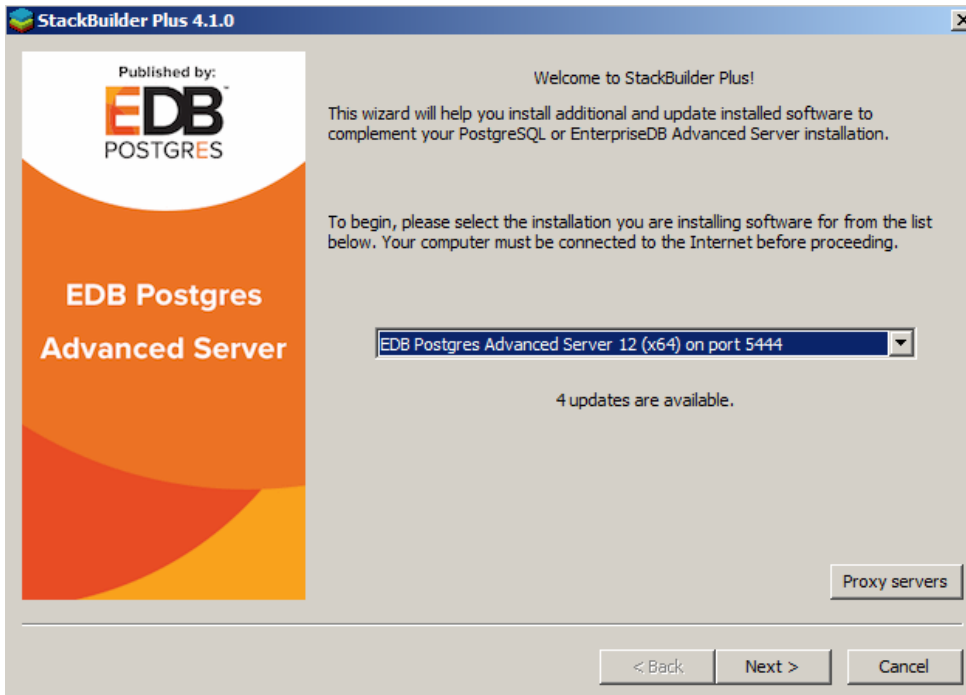 StackBuilder Plus 4.1.0
Published by:
EDB™
POSTGRES
EDB Postgres
Advanced Server
Welcome to StackBuilder Plus!
This wizard will help you install additional and update installed software to
complement your PostgreSQL or EnterpriseDB Advanced Server installation.
To begin, please select the installation you are installing software for from the list
below. Your computer must be connected to the Internet before proceeding.
EDB Postgres Advanced Server 12 (x64) on port 5444
4 updates are available.
Proxy servers
< Back
Next >
Cancel